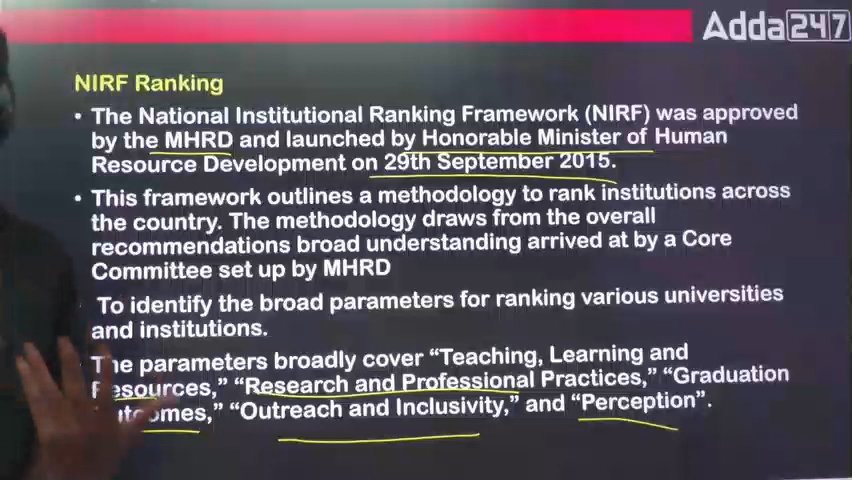 Adda247
NIRF Ranking
• The National Institutional Ranking Framework (NIRF) was approved
by the MHRD and launched by Honorable Minister of Human
Resource Development on 29th September 2015.
• This framework outlines a methodology to rank institutions across
the country. The methodology draws from the overall
recommendations broad understanding arrived at by a Core
Committee set up by MHRD
To identify the broad parameters for ranking various universities
and institutions.
The parameters broadly cover “Teaching, Learning and
Resources,” “Research and Professional Practices,” “Graduation
Outcomes,” “Outreach and Inclusivity,” and “Perception”.